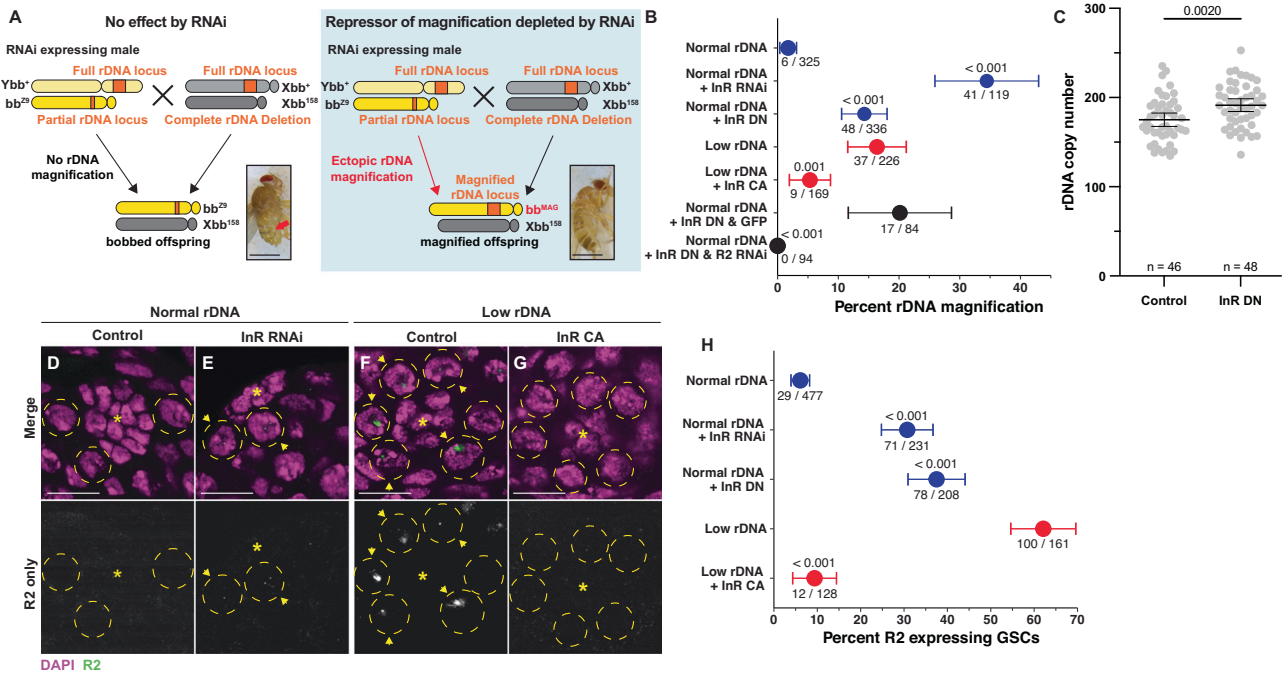 A
No effect by RNAi
RNAi expressing male
Full rDNA locus
Full rDNA locus
Ybb⁺
Xbb⁺
bbᶻ⁹
Xbb¹⁵⁸
Partial rDNA locus
Complete rDNA Deletion
No rDNA
magnification
bbᶻ⁹
Xbb¹⁵⁸
bobbed offspring
Repressor of magnification depleted by RNAi
RNAi expressing male
Full rDNA locus
Full rDNA locus
Ybb⁺
Xbb⁺
bbᶻ⁹
Xbb¹⁵⁸
Partial rDNA locus
Complete rDNA Deletion
Ectopic rDNA
magnification
Magnified
rDNA locus
bbᴹᴬᴳ
Xbb¹⁵⁸
magnified offspring
B
Normal rDNA
6 / 325
Normal rDNA
+ InR RNAi
< 0.001
41 / 119
Normal rDNA
+ InR DN
< 0.001
48 / 336
Low rDNA
37 / 226
Low rDNA
+ InR CA
0.001
9 / 169
Normal rDNA
+ InR DN & GFP
17 / 84
Normal rDNA
+ InR DN & R2 RNAi
< 0.001
0 / 94
0 10 20 30 40
Percent rDNA magnification
C
0.0020
300
200
100
0
rDNA copy number
n = 46 n = 48
Control InR DN
Normal rDNA
Low rDNA
Control
InR RNAi
Control
InR CA
D
E
F
G
Merge
*
*
*
*
R2 only
*
*
*
*
DAPI R2
H
Normal rDNA
29 / 477
Normal rDNA
+ InR RNAi
< 0.001
71 / 231
Normal rDNA
+ InR DN
< 0.001
78 / 208
Low rDNA
100 / 161
Low rDNA
+ InR CA
< 0.001
12 / 128
0 10 20 30 40 50 60 70
Percent R2 expressing GSCs